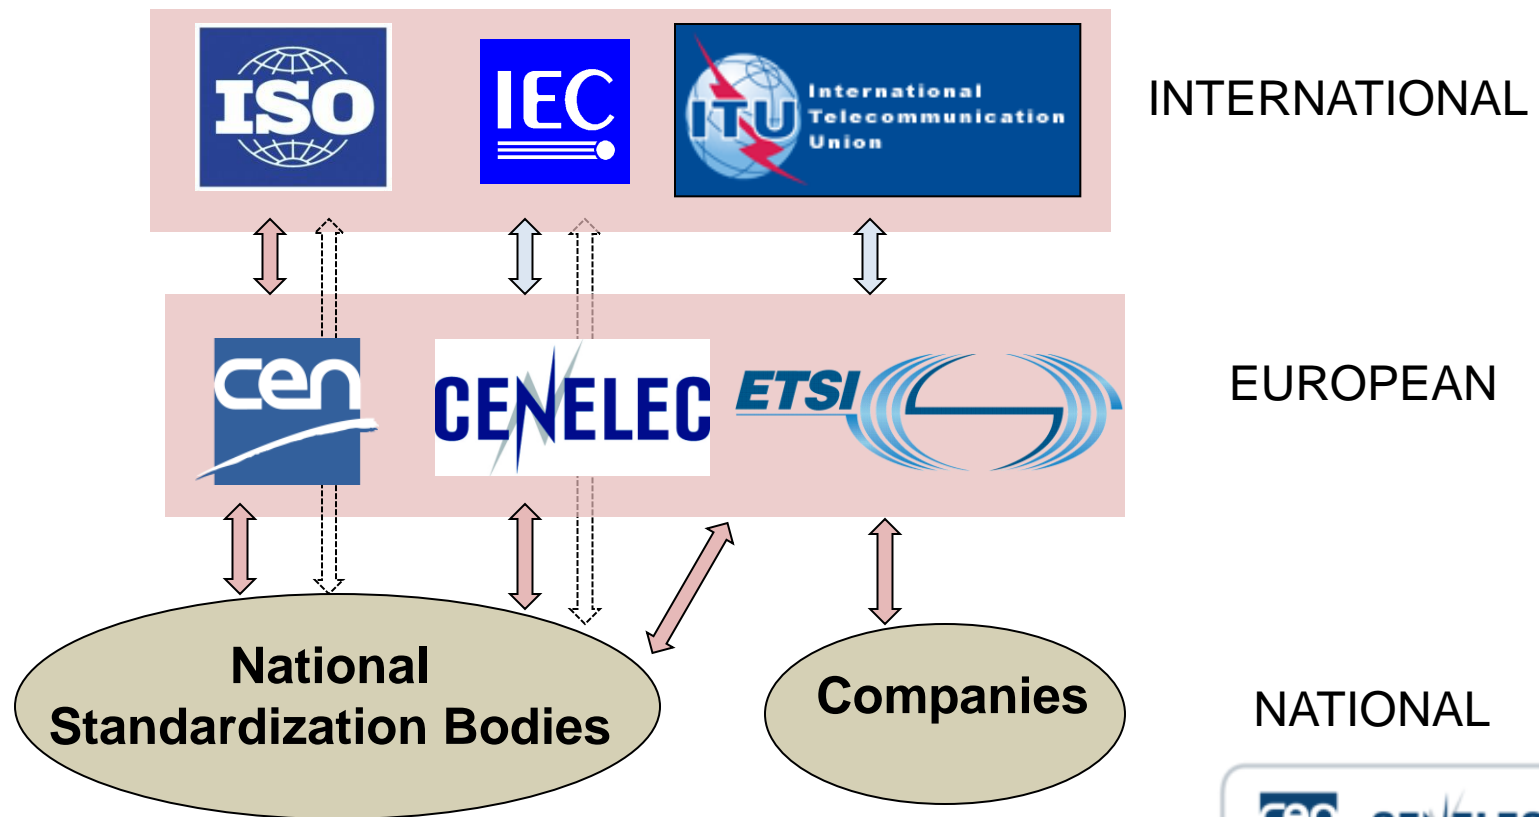 ISO
IEC
ITU
International
Telecommunication
Union
INTERNATIONAL
cen
CENELEC
ETSI
EUROPEAN
National
Standardization Bodies
Companies
NATIONAL